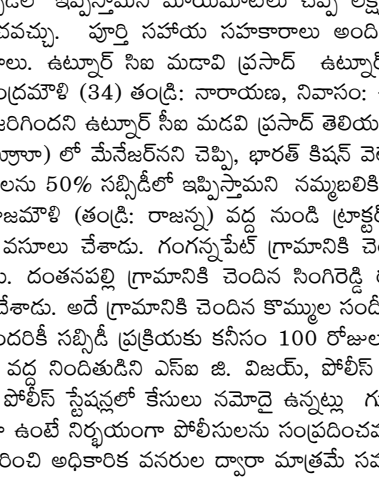 ఇప్పిస్తామని మాయమాటలు చెప్పి
చవచ్చు. పూర్తి సహాయ సహకారాలు
లు. ఉట్నూర్ సిఐ మడావి ప్రసాద్ ఉట్నూర్
ంద్రమౌళి (34) తండ్రి: నారాయణ, నివాసం:
జరిగిందని ఉట్నూర్ సీఐ మడవి ప్రసాద్ తెలియ
లో మేనేజర్‌నని చెప్పి, భారత్ కిషన్
లను 50% సబ్సిడీలో ఇప్పిస్తామని నమ్మబలికి
జమౌళి (తండ్రి: రాజన్న) వద్ద నుండి ట్రాక్టర్
వసూలు చేశాడు. గంగన్నపేట్ గ్రామానికి చె
ు. దంతనపల్లి గ్రామానికి చెందిన సింగిరెడ్డి
చేశాడు. అదే గ్రామానికి చెందిన కొమ్ముల సందీ
ందరికీ సబ్సిడీ ప్రక్రియకు కనీసం 100 రోజుల
వద్ద నిందితుడిని ఎస్ఐ జి. విజయ్, పోలీస్
పోలీస్ స్టేషన్లలో కేసులు నమోదై ఉన్నట్లు గు
ా ఉంటే నిర్భయంగా పోలీసులను సంప్రదించవ
రించి అధికారిక వనరుల ద్వారా మాత్రమే సమ